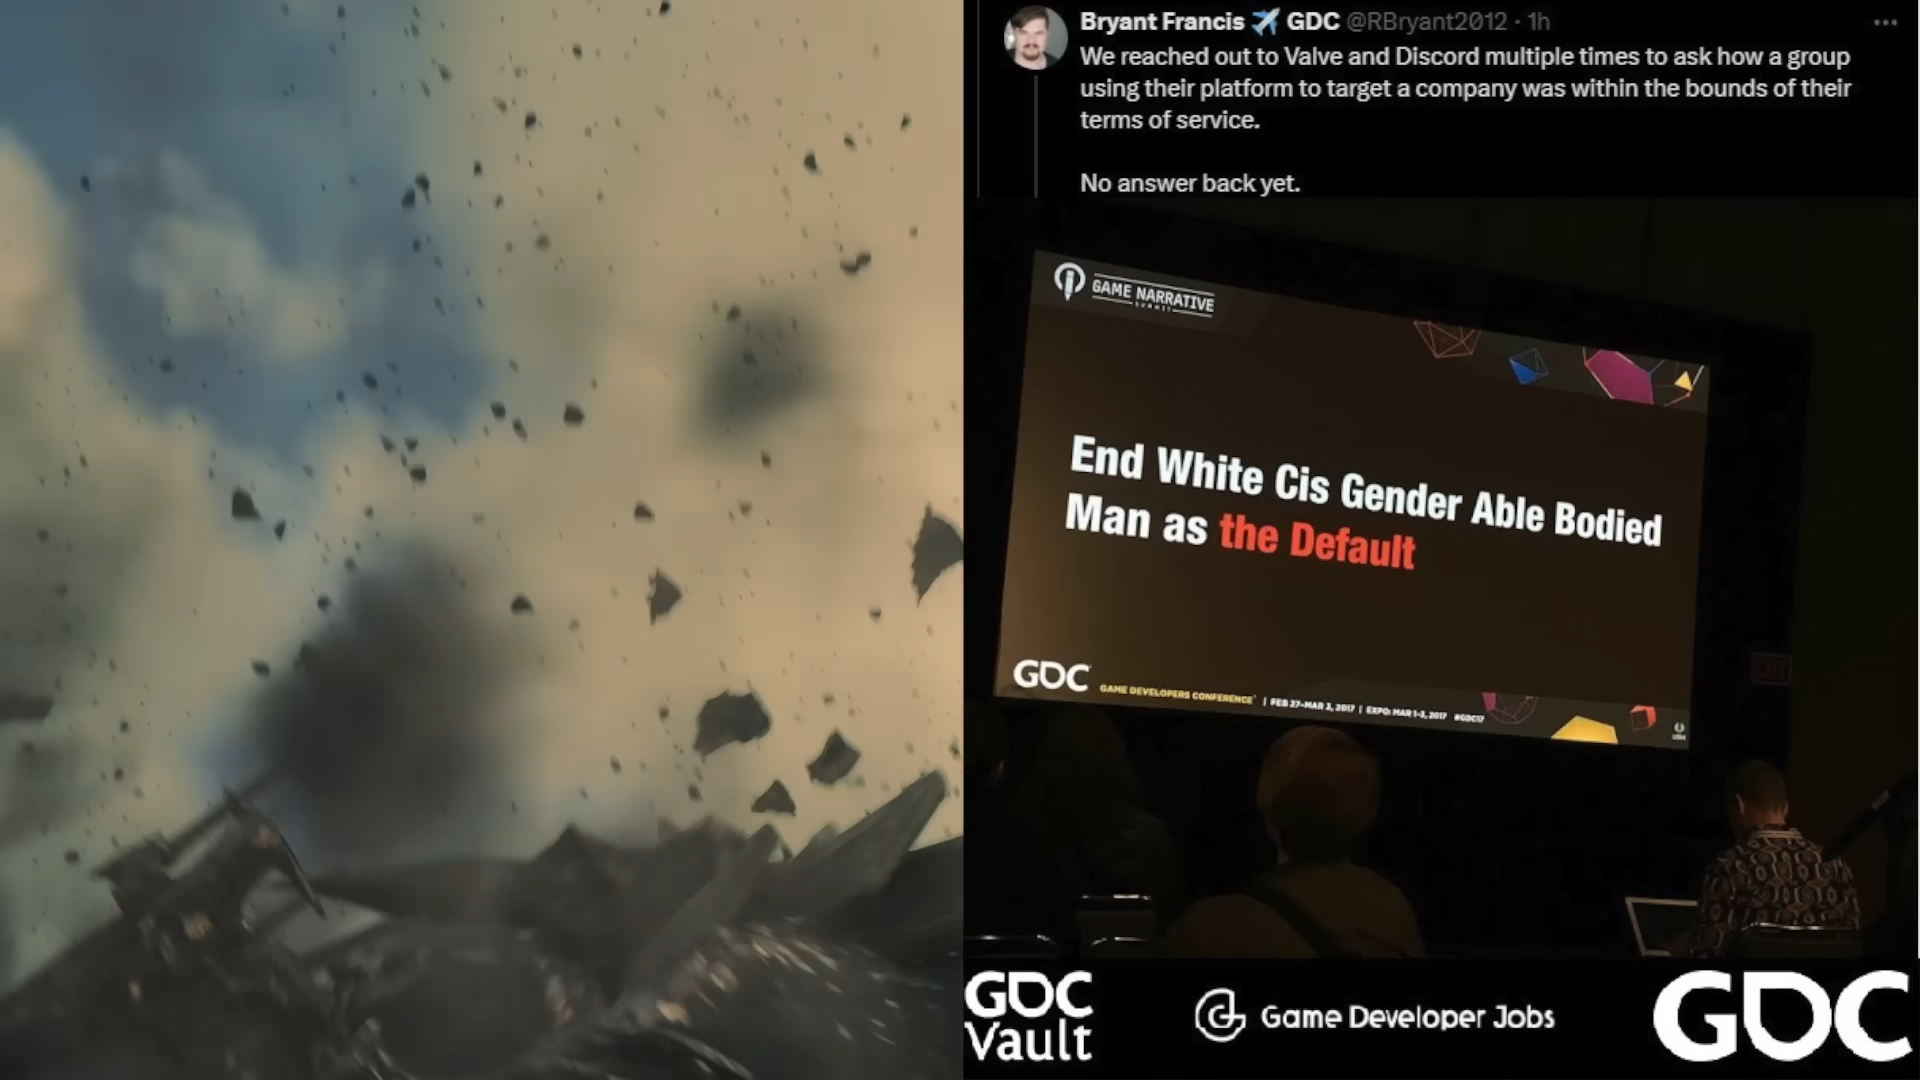 Bryant Francis ✈️ GDC @RBryant2012 · 1h
We reached out to Valve and Discord multiple times to ask how a group
using their platform to target a company was within the bounds of their
terms of service.
No answer back yet.
GAME NARRATIVE
SUMMIT
End White Cis Gender Able Bodied
Man as the Default
GDC GAME DEVELOPERS CONFERENCE | FEB 27-MAR 3, 2017 | EXPO: MAR 1-3, 2017 #GDC17
EXIT
GDC
Vault
Game Developer Jobs
GDC